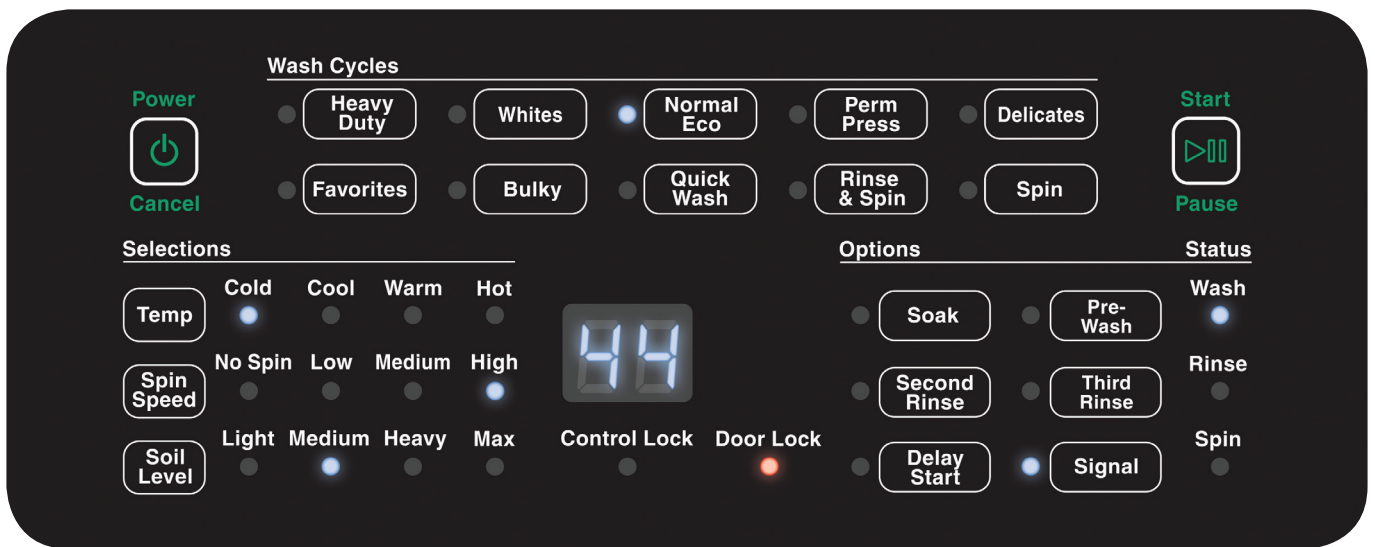 Wash Cycles
Power
Cancel
Heavy
Duty
Whites
Normal
Eco
Perm
Press
Delicates
Favorites
Bulky
Quick
Wash
Rinse
& Spin
Spin
Start
Pause
Selections
Temp
Cold Cool Warm Hot
Spin
Speed
No Spin Low Medium High
Soil
Level
Light Medium Heavy Max
44
Control Lock Door Lock
Options
Soak
Pre-
Wash
Second
Rinse
Third
Rinse
Delay
Start
Signal
Status
Wash
Rinse
Spin